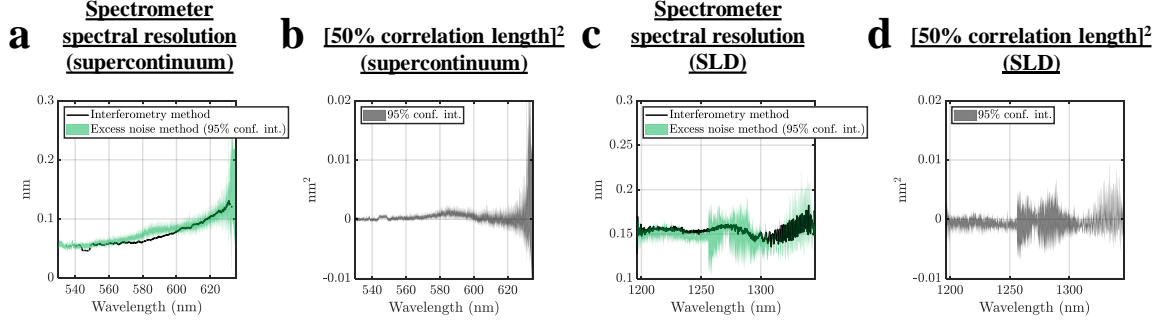 a
Spectrometer
spectral resolution
(supercontinuum)
0.3
0.2
0.1
0
nm
Interferometry method
Excess noise method (95% conf. int.)
540 560 580 600 620
Wavelength (nm)
b
[50% correlation length]²
(supercontinuum)
0.02
0.01
0
-0.01
nm²
95% conf. int.
540 560 580 600 620
Wavelength (nm)
c
Spectrometer
spectral resolution
(SLD)
0.3
0.25
0.2
0.15
0.1
nm
Interferometry method
Excess noise method (95% conf. int.)
1200 1250 1300
Wavelength (nm)
d
[50% correlation length]²
(SLD)
0.02
0.01
0
-0.01
nm²
95% conf. int.
1200 1250 1300
Wavelength (nm)